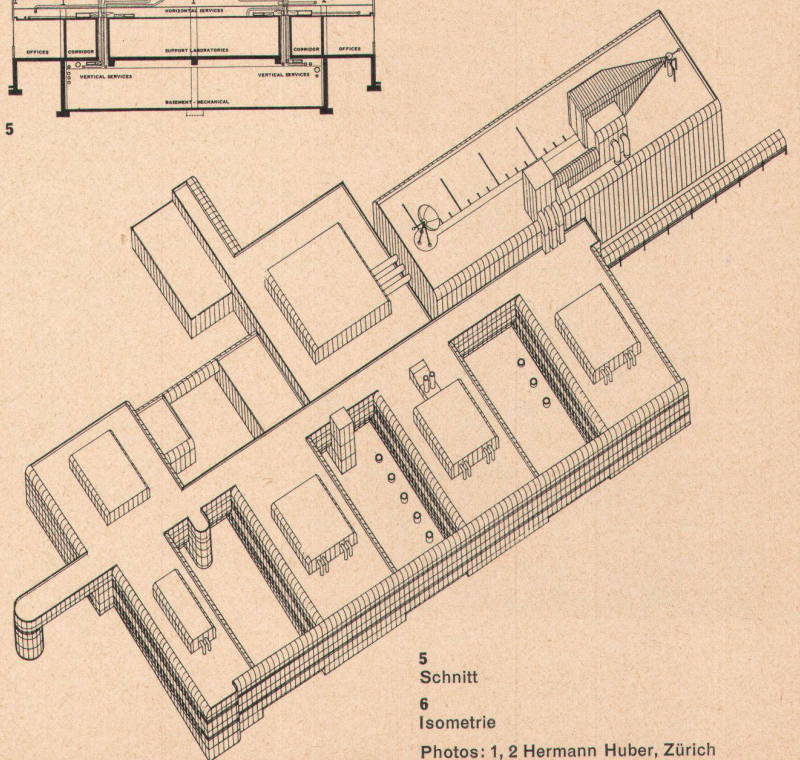 HORIZONTAL SERVICES
OFFICES CORRIDOR SUPPORT LABORATORIES CORRIDOR OFFICES
VERTICAL SERVICES VERTICAL SERVICES
BASEMENT - MECHANICAL
5
5
Schnitt
6
Isometrie
Photos: 1, 2 Hermann Huber, Zürich